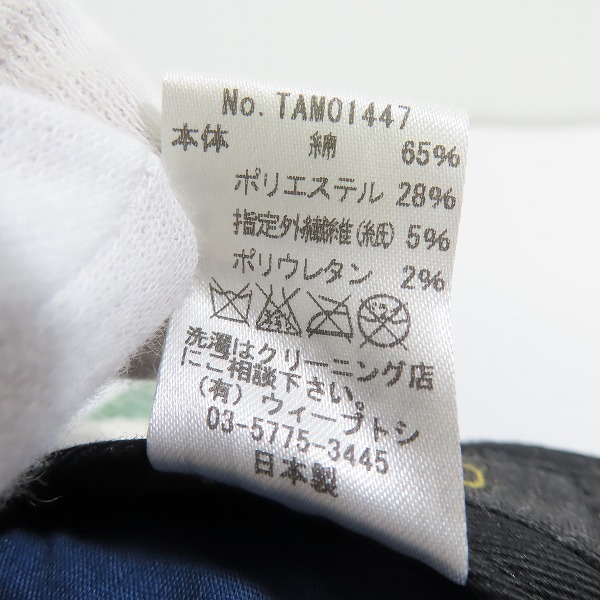 No. TAM01447
本体 綿 65%
ポリエステル 28%
指定外繊維(紙) 5%
ポリウレタン 2%
洗濯はクリーニング店
にご相談下さい。
(有) ウィーブトシ
03-5775-3445
日本製